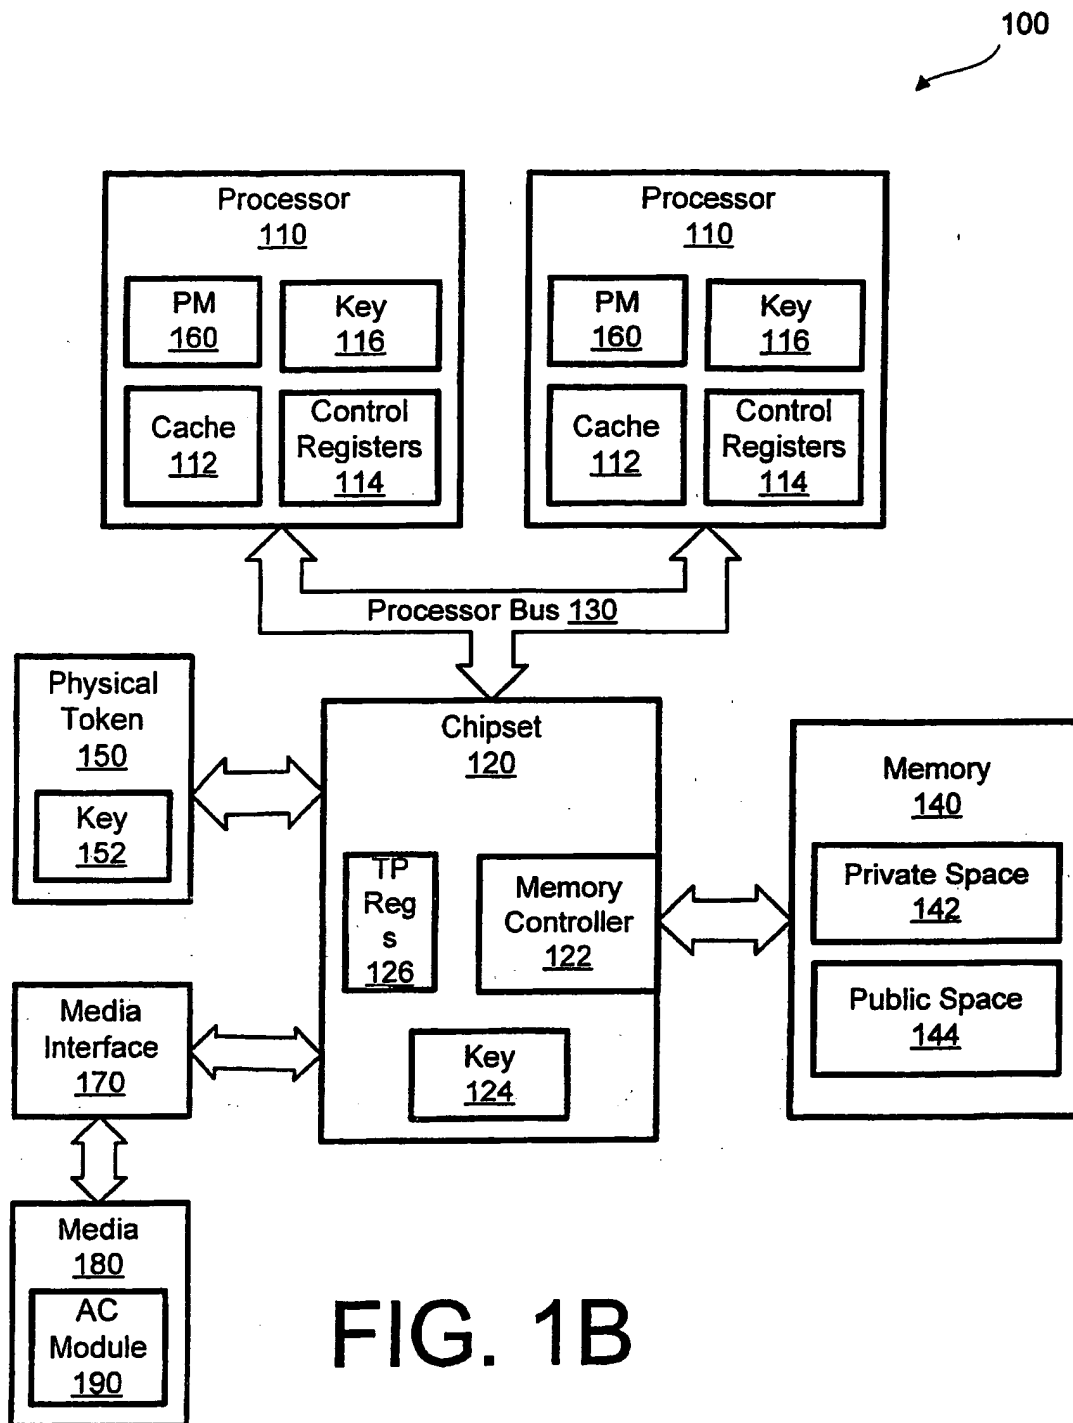 100
Processor
110
PM
160
Key
116
Cache
112
Control
Registers
114
Processor
110
PM
160
Key
116
Cache
112
Control
Registers
114
Processor Bus 130
Physical
Token
150
Key
152
Chipset
120
TP
Reg
s
126
Memory
Controller
122
Key
124
Memory
140
Private Space
142
Public Space
144
Media
Interface
170
Media
180
AC
Module
190
FIG. 1B